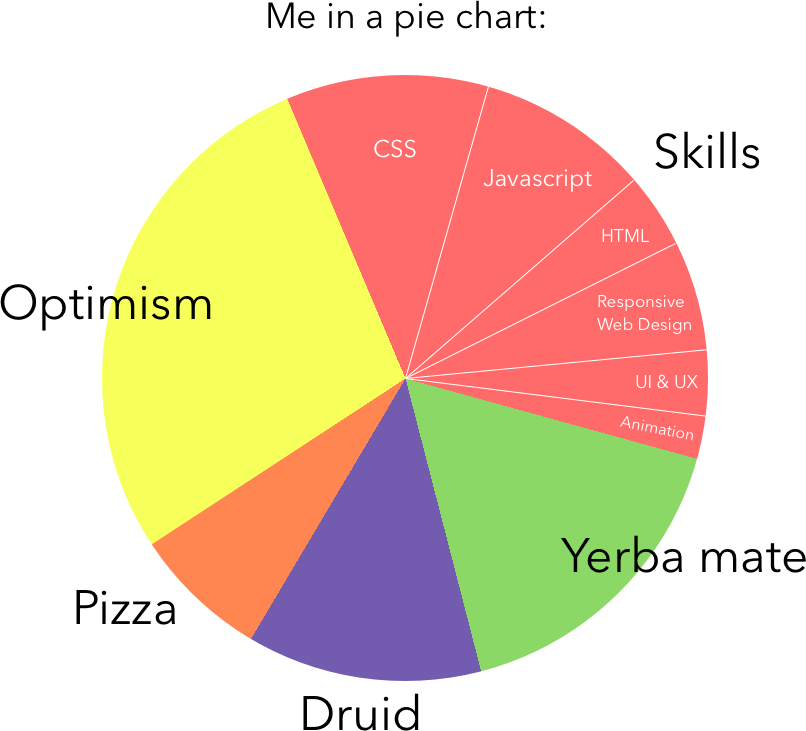 Me in a pie chart:
CSS
Javascript
Skills
HTML
Responsive
Web Design
Optimism
UI & UX
Animation
Yerba mate
Pizza
Druid